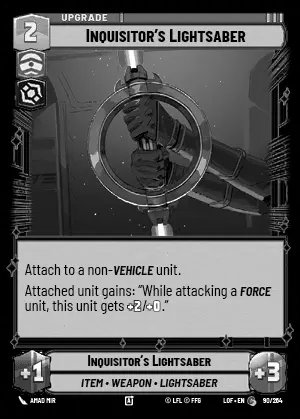 UPGRADE
2
INQUISITOR'S LIGHTSABER
Attach to a non-VEHICLE unit.
Attached unit gains: "While attacking a FORCE
unit, this unit gets +2/+0."
+1
INQUISITOR'S LIGHTSABER
+3
ITEM • WEAPON • LIGHTSABER
AMAD MIR
© LFL © FFG
LOF • EN
90/264